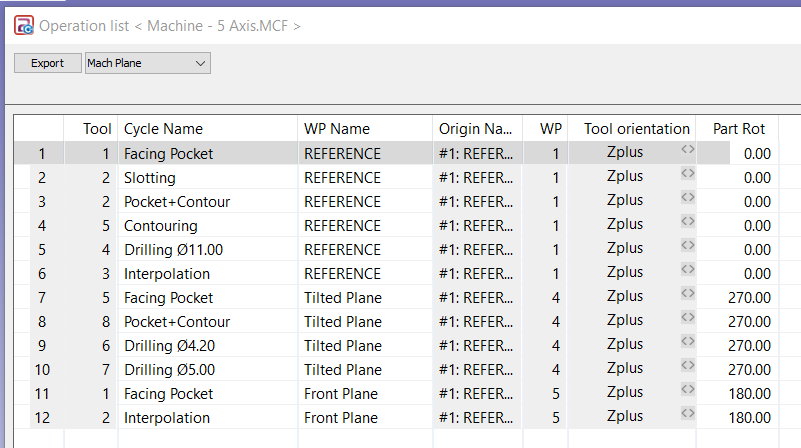 Operation list < Machine - 5 Axis.MCF >
Export Mach Plane
Tool Cycle Name WP Name Origin Na... WP Tool orientation Part Rot
1 1 Facing Pocket REFERENCE #1: REFER... 1 Zplus <> 0.00
2 2 Slotting REFERENCE #1: REFER... 1 Zplus <> 0.00
3 2 Pocket+Contour REFERENCE #1: REFER... 1 Zplus <> 0.00
4 5 Contouring REFERENCE #1: REFER... 1 Zplus <> 0.00
5 4 Drilling Ø11.00 REFERENCE #1: REFER... 1 Zplus <> 0.00
6 3 Interpolation REFERENCE #1: REFER... 1 Zplus <> 0.00
7 5 Facing Pocket Tilted Plane #1: REFER... 4 Zplus <> 270.00
8 8 Pocket+Contour Tilted Plane #1: REFER... 4 Zplus <> 270.00
9 6 Drilling Ø4.20 Tilted Plane #1: REFER... 4 Zplus <> 270.00
10 7 Drilling Ø5.00 Tilted Plane #1: REFER... 4 Zplus <> 270.00
11 1 Facing Pocket Front Plane #1: REFER... 5 Zplus <> 180.00
12 2 Interpolation Front Plane #1: REFER... 5 Zplus <> 180.00